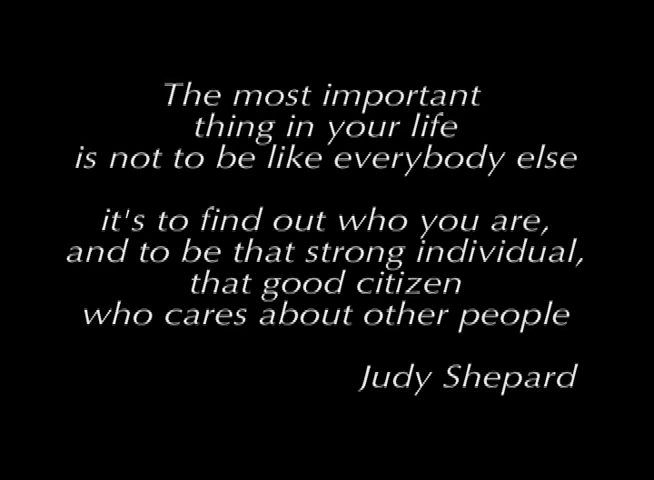 The most important
thing in your life
is not to be like everybody else
it's to find out who you are,
and to be that strong individual,
that good citizen
who cares about other people
Judy Shepard